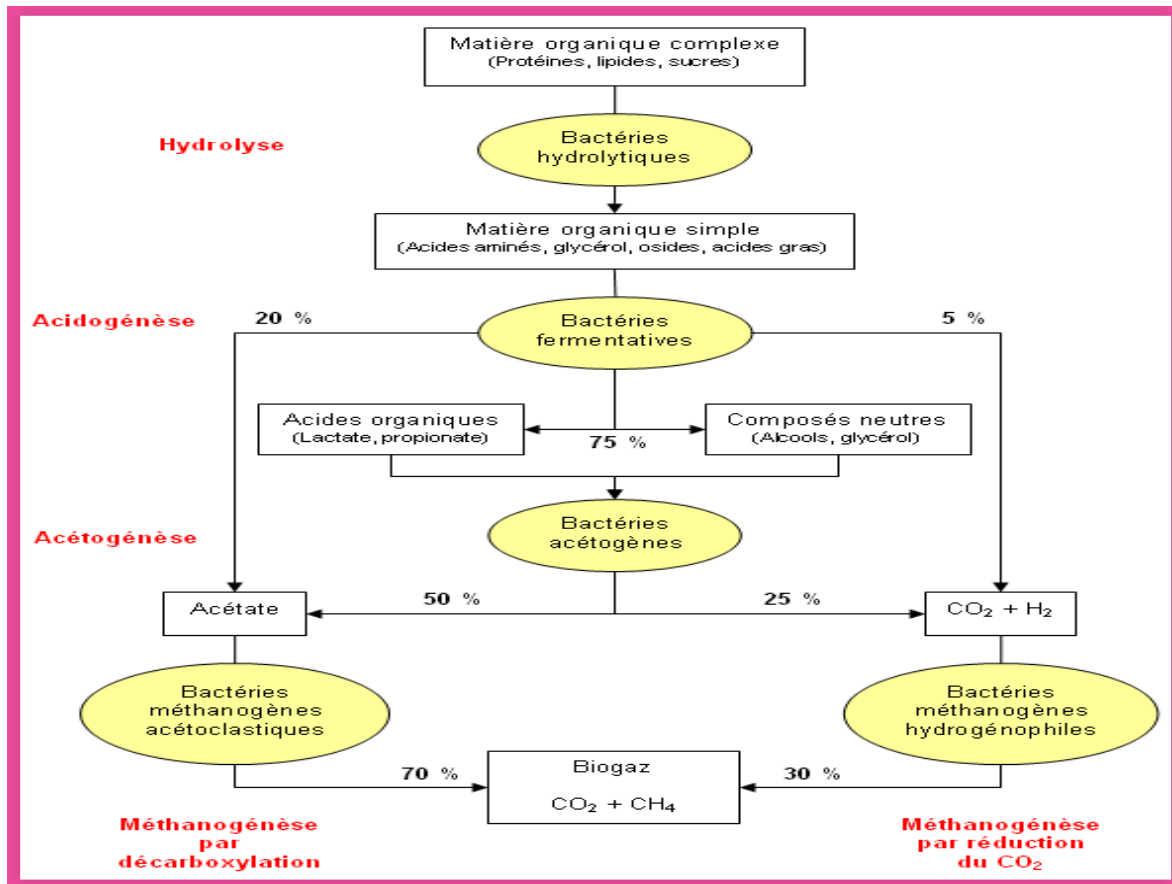 Matière organique complexe
(Protéines, lipides, sucres)
Hydrolyse
Bactéries
hydrolytiques
Matière organique simple
(Acides aminés, glycérol, osides, acides gras)
Acidogénèse
20 %
Bactéries
fermentatives
5 %
Acides organiques
(Lactate, propionate)
75 %
Composés neutres
(Alcools, glycérol)
Acétogénèse
Bactéries
acétogènes
Acétate
50 %
25 %
CO₂ + H₂
Bactéries
méthanogènes
acétoclastiques
Bactéries
méthanogènes
hydrogénophiles
70 %
Biogaz
CO₂ + CH₄
30 %
Méthanogénèse
par
décarboxylation
Méthanogénèse
par réduction
du CO₂